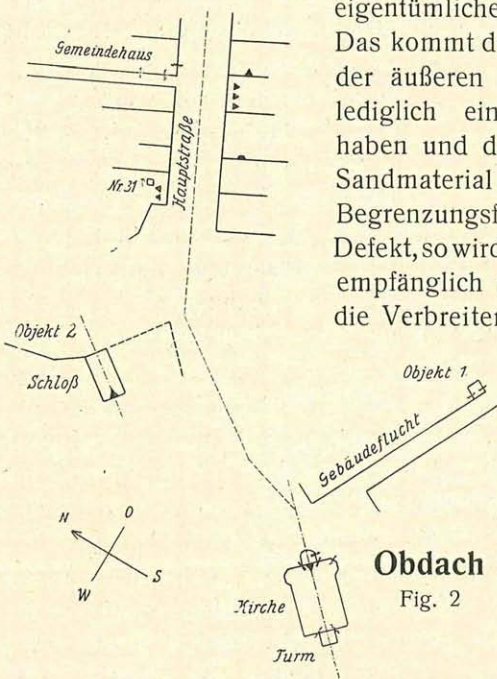 eigentümliche
Das kommt d
der äußeren
lediglich ein
haben und d
Sandmaterial
Begrenzungsf
Defekt, so wird
empfänglich
die Verbreiter
Gemeindehaus
Hauptstraße
Nr. 31
Objekt 2
Schloß
Objekt 1
Gebäudeflucht
N
O
W
S
Kirche
Turm
Obdach
Fig. 2